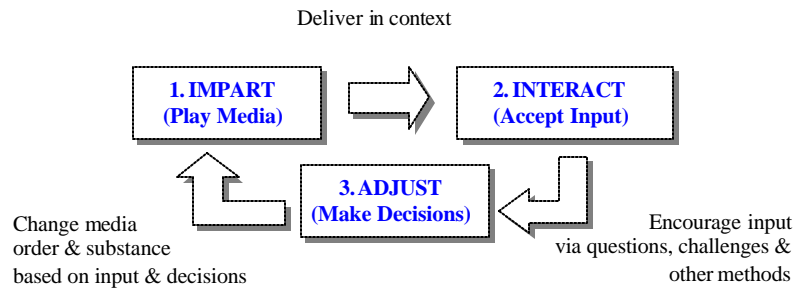 Deliver in context
1. IMPART
(Play Media)
2. INTERACT
(Accept Input)
3. ADJUST
(Make Decisions)
Change media
order & substance
based on input & decisions
Encourage input
via questions, challenges &
other methods